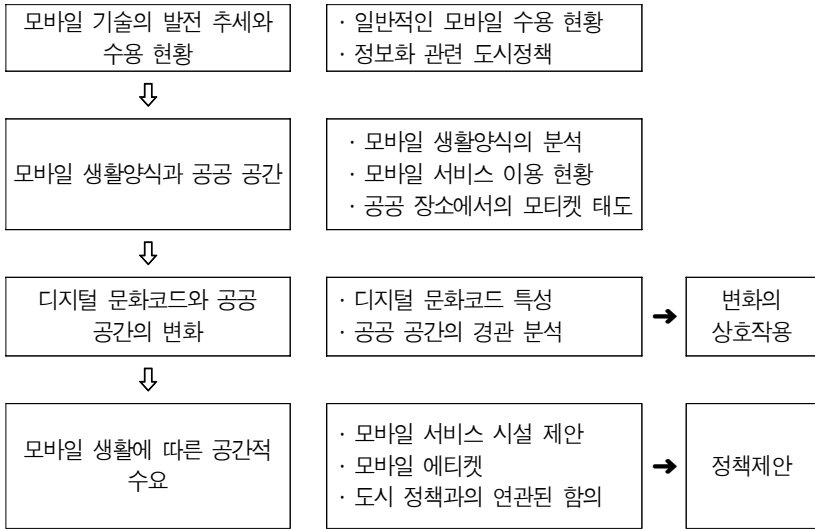 모바일 기술의 발전 추세와
수용 현황
· 일반적인 모바일 수용 현황
· 정보화 관련 도시정책
⇩
모바일 생활양식과 공공 공간
· 모바일 생활양식의 분석
· 모바일 서비스 이용 현황
· 공공 장소에서의 모티켓 태도
⇩
디지털 문화코드와 공공
공간의 변화
· 디지털 문화코드 특성
· 공공 공간의 경관 분석
➔
변화의
상호작용
⇩
모바일 생활에 따른 공간적
수요
· 모바일 서비스 시설 제안
· 모바일 에티켓
· 도시 정책과의 연관된 함의
➔
정책제안